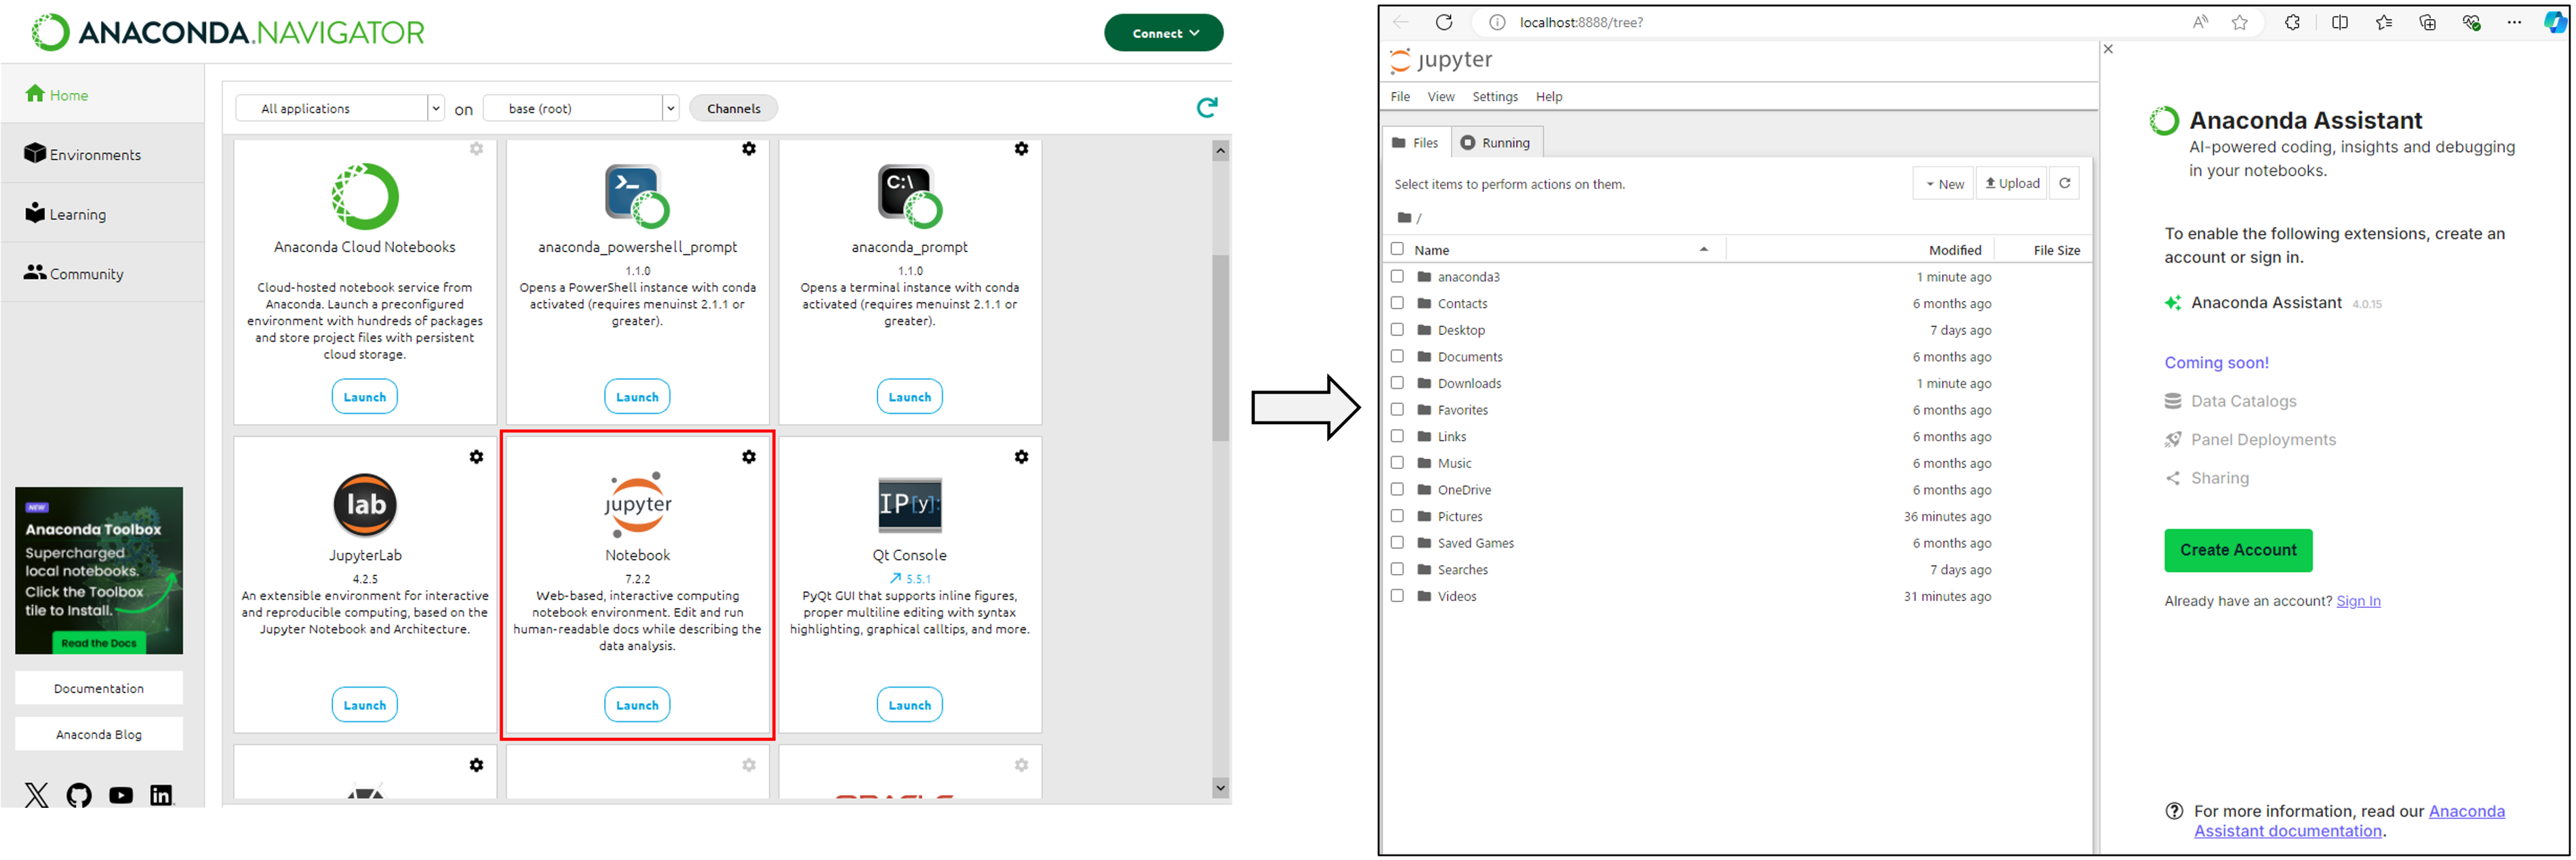 ANACONDA.NAVIGATOR
Connect
Home
Environments
Learning
Community
All applications
on
base (root)
Channels
Anaconda Cloud Notebooks
Cloud-hosted notebook service from
Anaconda. Launch a preconfigured
environment with hundreds of packages
and store project files with persistent
cloud storage.
Launch
anaconda_powershell_prompt
1.1.0
Opens a PowerShell instance with conda
activated (requires menuinst 2.1.1 or
greater).
Launch
C:\
anaconda_prompt
1.1.0
Opens a terminal instance with conda
activated (requires menuinst 2.1.1 or
greater).
Launch
lab
JupyterLab
4.2.5
An extensible environment for interactive
and reproducible computing, based on the
Jupyter Notebook and Architecture.
Launch
jupyter
Notebook
7.2.2
Web-based, interactive computing
notebook environment. Edit and run
human-readable docs while describing the
data analysis.
Launch
IP[y]:
Qt Console
5.5.1
PyQt GUI that supports inline figures,
proper multiline editing with syntax
highlighting, graphical calltips, and more.
Launch
NEW
Anaconda Toolbox
Supercharged
local notebooks.
Click the Toolbox
tile to Install.
Read the Docs
Documentation
Anaconda Blog
localhost:8888/tree?
jupyter
File View Settings Help
Files Running
Select items to perform actions on them.
New Upload
/
Name Modified File Size
anaconda3 1 minute ago
Contacts 6 months ago
Desktop 7 days ago
Documents 6 months ago
Downloads 1 minute ago
Favorites 6 months ago
Links 6 months ago
Music 6 months ago
OneDrive 6 months ago
Pictures 36 minutes ago
Saved Games 6 months ago
Searches 7 days ago
Videos 31 minutes ago
Anaconda Assistant
AI-powered coding, insights and debugging
in your notebooks.
To enable the following extensions, create an
account or sign in.
Anaconda Assistant 4.0.15
Coming soon!
Data Catalogs
Panel Deployments
Sharing
Create Account
Already have an account? Sign In
For more information, read our Anaconda
Assistant documentation.